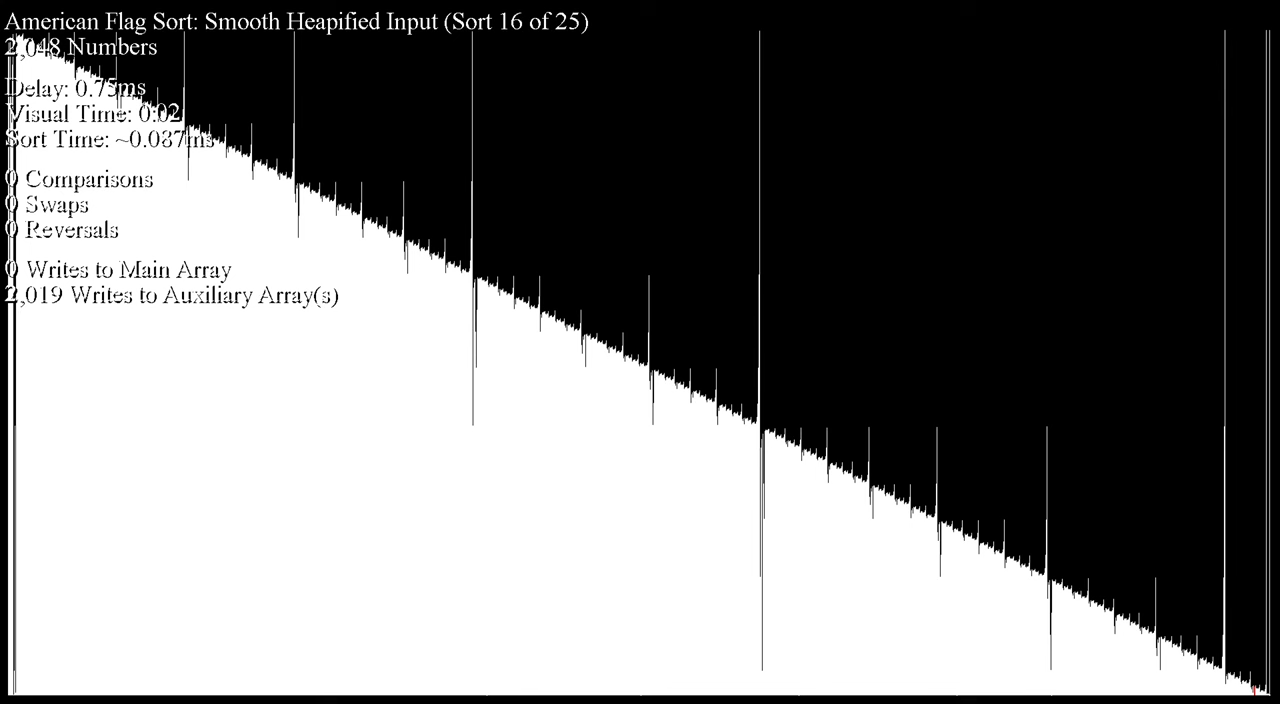 American Flag Sort: Smooth Heapified Input (Sort 16 of 25)
2,048 Numbers
Delay: 0.75ms
Visual Time: 0:02
Sort Time: ~0.087ms
0 Comparisons
0 Swaps
0 Reversals
0 Writes to Main Array
2,019 Writes to Auxiliary Array(s)